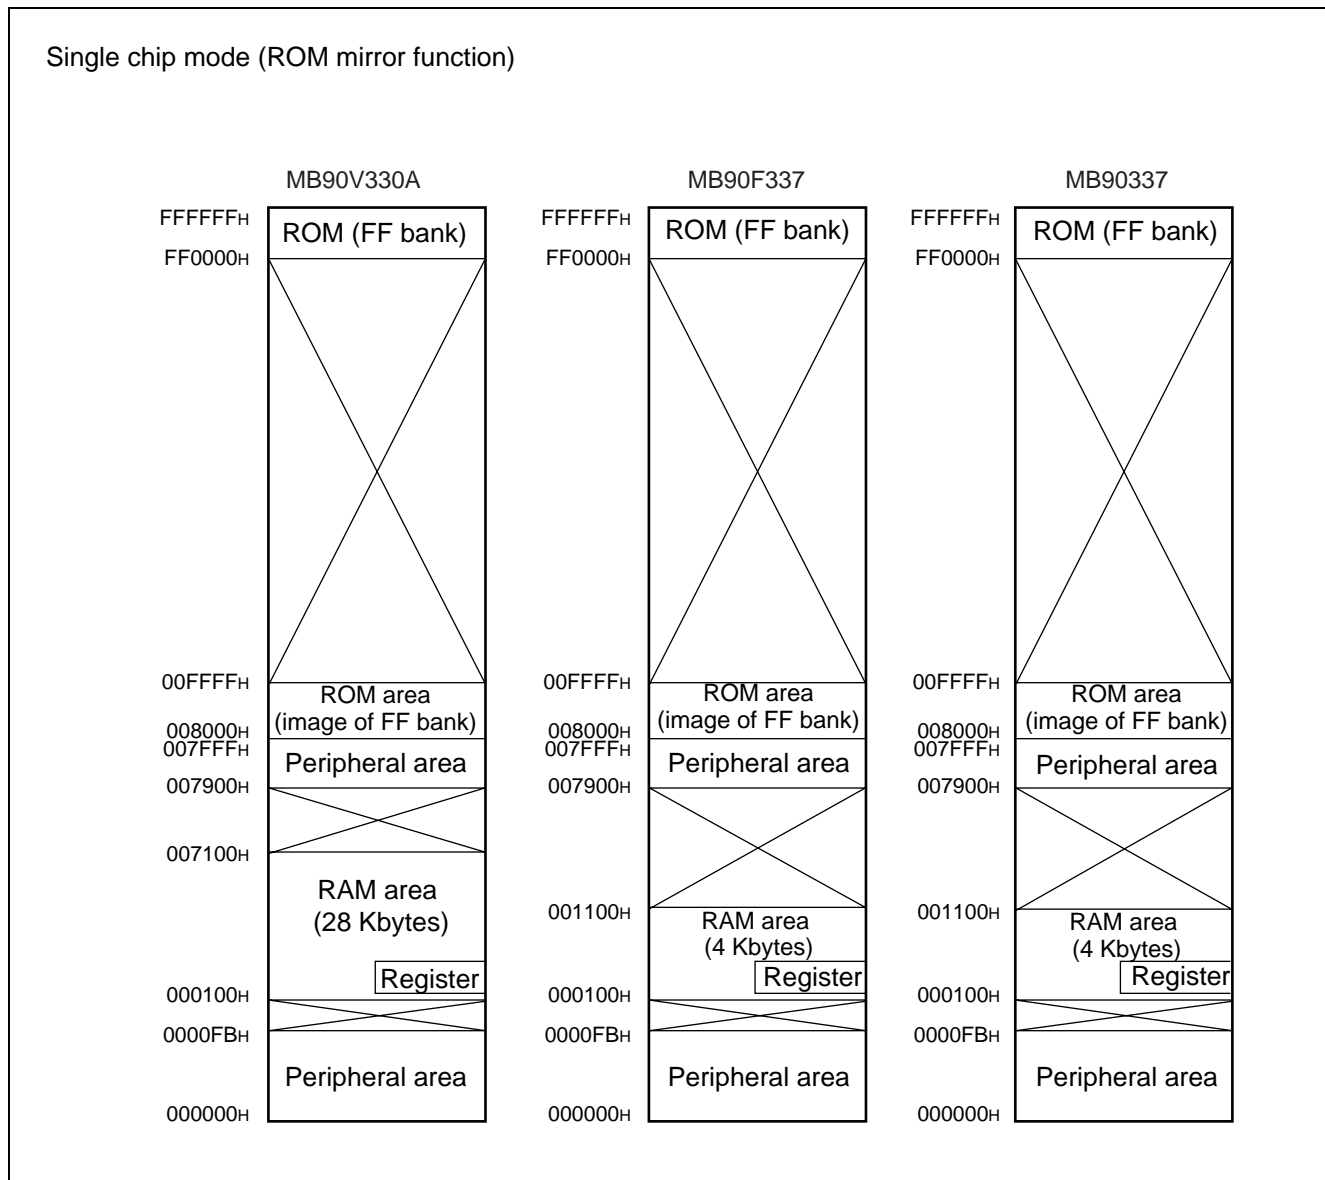 Single chip mode (ROM mirror function)
MB90V330A
FFFFFFH
ROM (FF bank)
FF0000H
00FFFFH
ROM area
(image of FF bank)
008000H
007FFFH
Peripheral area
007900H
007100H
RAM area
(28 Kbytes)
Register
000100H
0000FBH
Peripheral area
000000H
MB90F337
FFFFFFH
ROM (FF bank)
FF0000H
00FFFFH
ROM area
(image of FF bank)
008000H
007FFFH
Peripheral area
007900H
001100H
RAM area
(4 Kbytes)
Register
000100H
0000FBH
Peripheral area
000000H
MB90337
FFFFFFH
ROM (FF bank)
FF0000H
00FFFFH
ROM area
(image of FF bank)
008000H
007FFFH
Peripheral area
007900H
001100H
RAM area
(4 Kbytes)
Register
000100H
0000FBH
Peripheral area
000000H